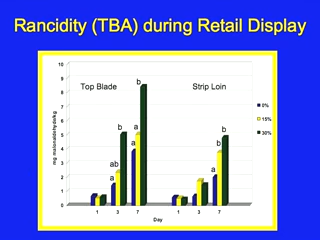 Rancidity (TBA) during Retail Display
10
9
8
7
6
5
4
3
2
1
0
mg malonaldehyde/kg
Top Blade
Strip Loin
b
b a
ab
a
a
b
b
a
0%
15%
30%
1 3 7 1 3 7
Day